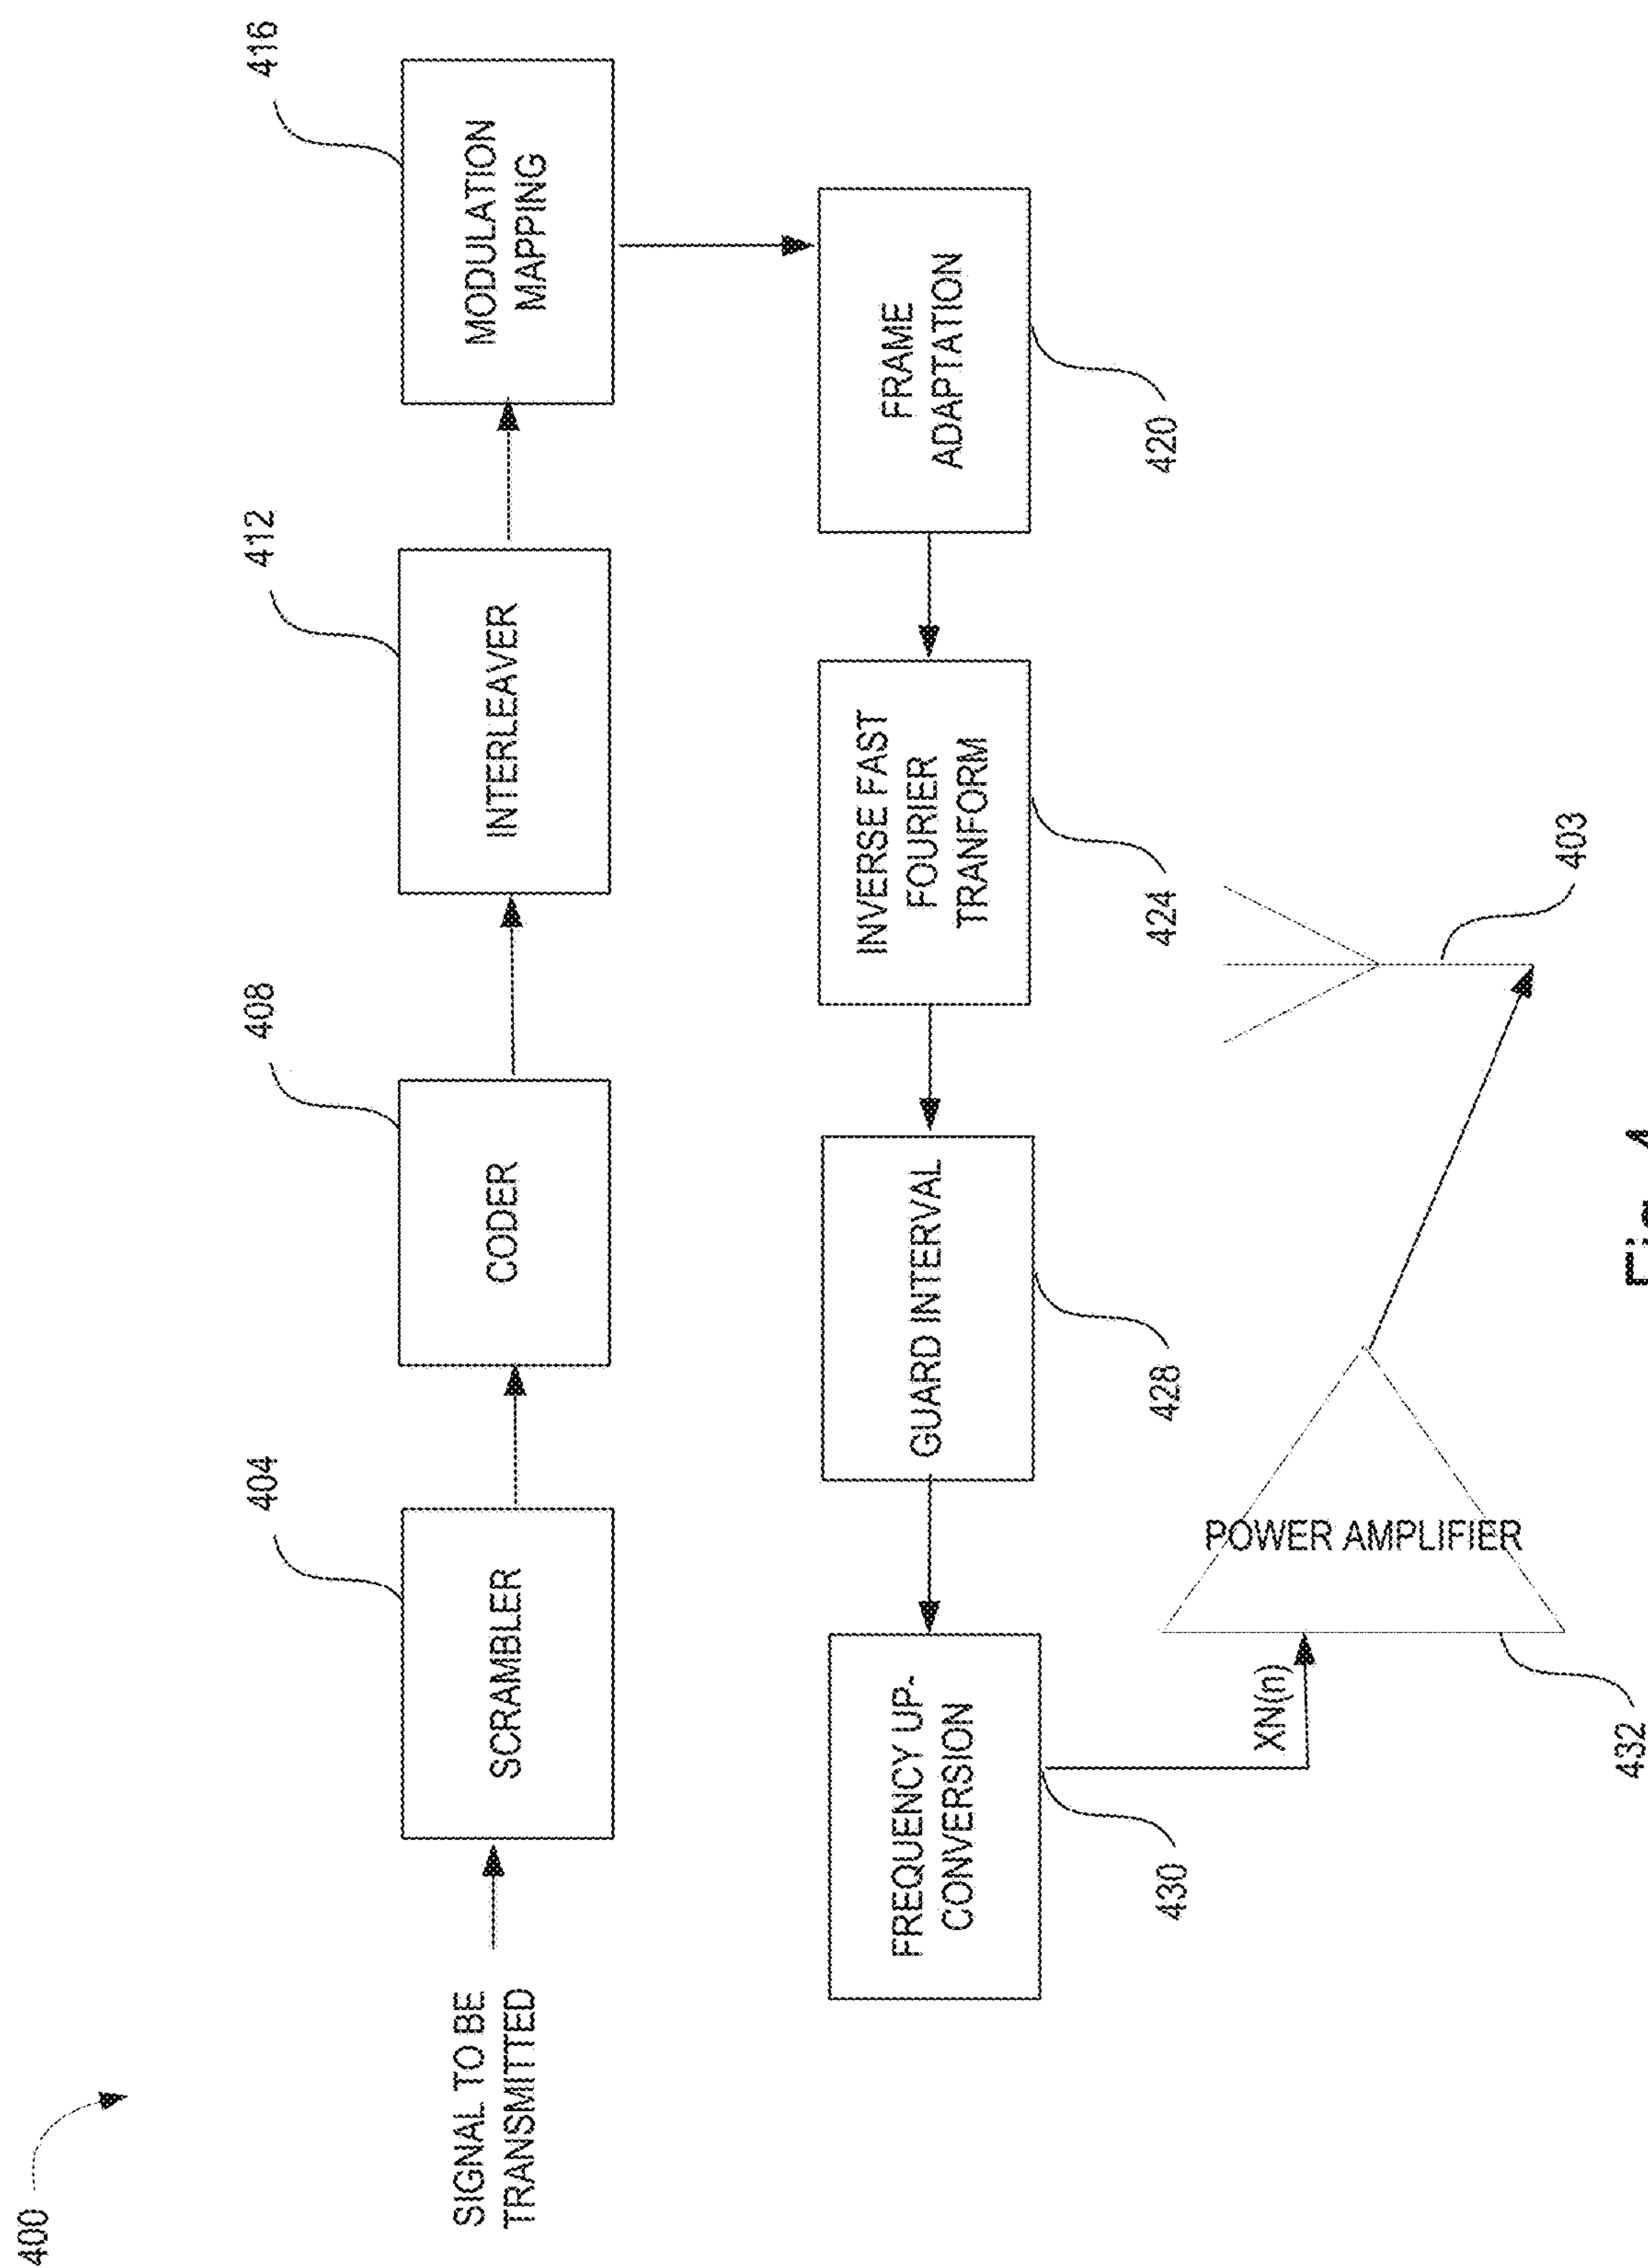 400
SIGNAL TO BE
TRANSMITTED
404
SCRAMBLER
408
CODER
412
INTERLEAVER
416
MODULATION
MAPPING
FREQUENCY UP-
CONVERSION
430
GUARD INTERVAL
428
INVERSE FAST
FOURIER
TRANFORM
424
FRAME
ADAPTATION
420
XN(n)
POWER AMPLIFIER
432
403